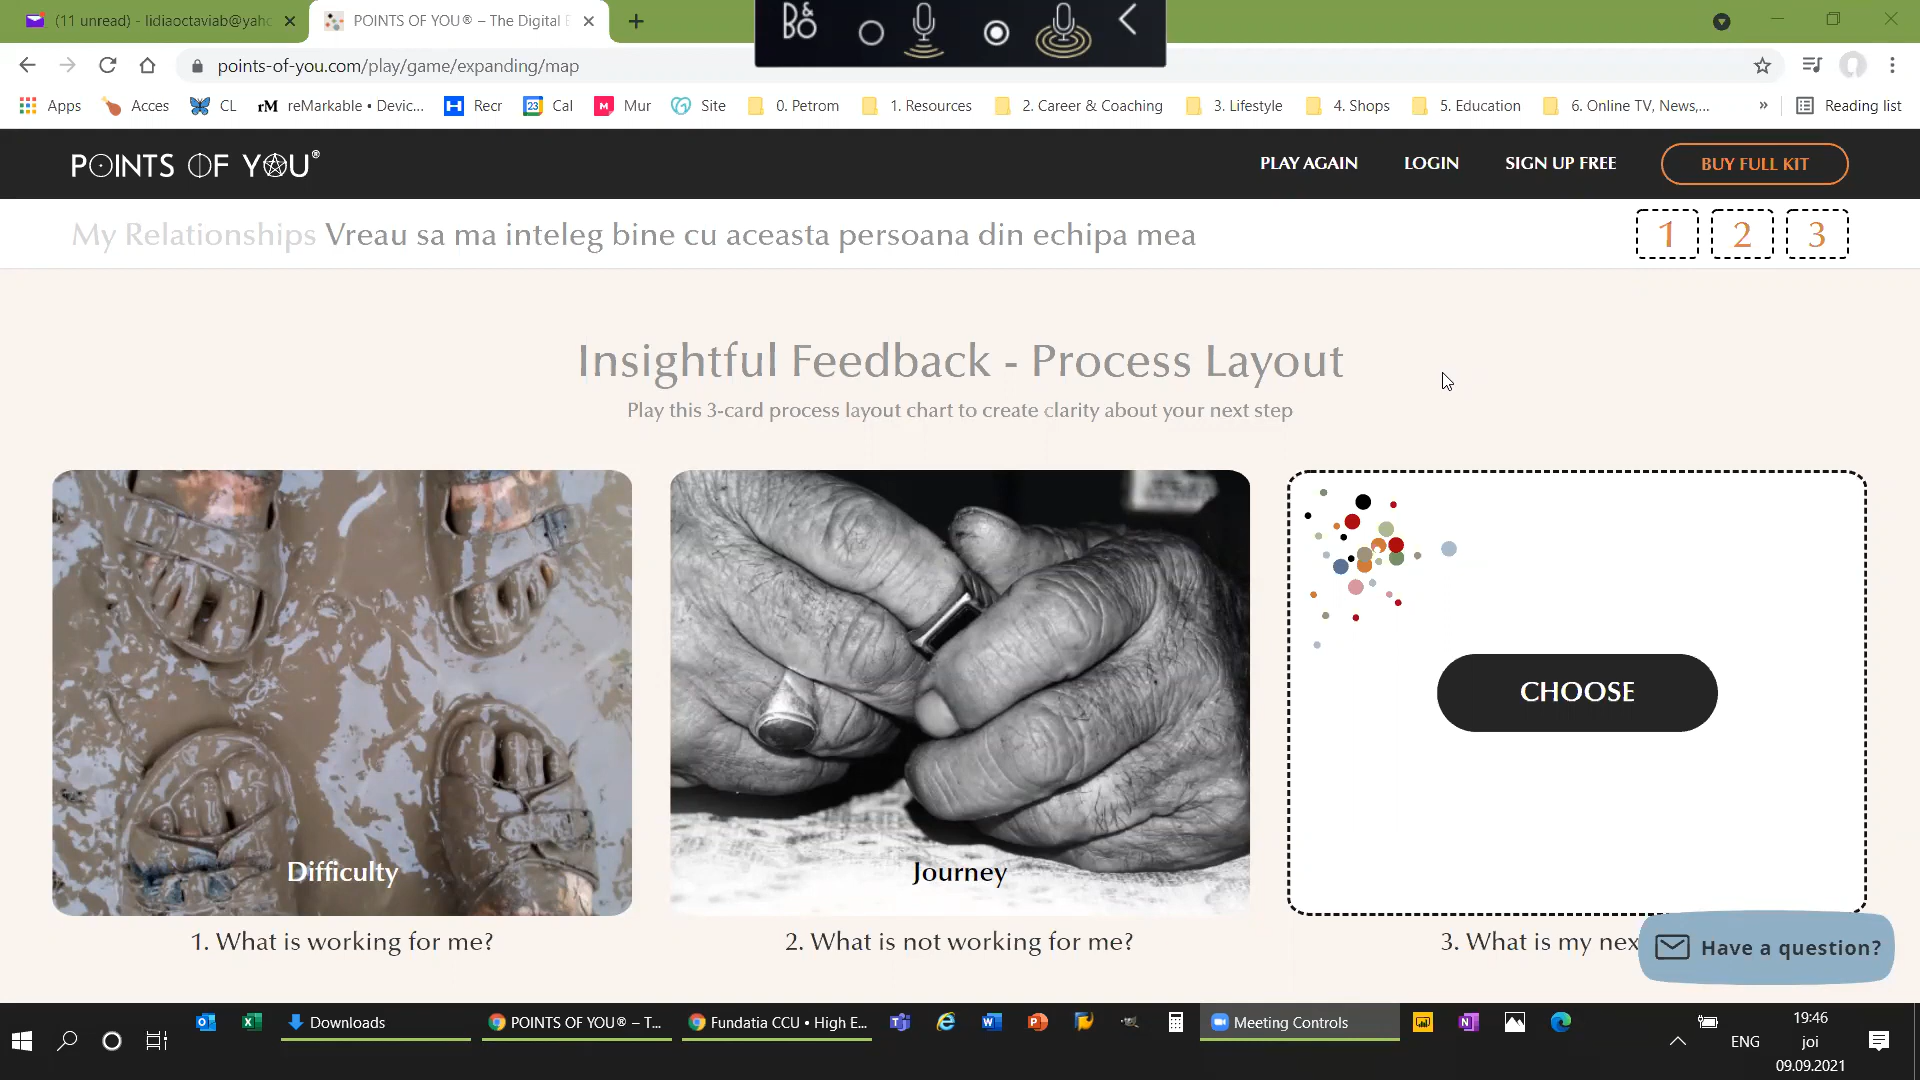 (11 unread) - lidiaoctaviab@yaho
POINTS OF YOU® – The Digital E
B&O
points-of-you.com/play/game/expanding/map
Apps
Acces
CL
rM reMarkable • Devic...
Recr
23 Cal
Mur
Site
0. Petrom
1. Resources
2. Career & Coaching
3. Lifestyle
4. Shops
5. Education
6. Online TV, News,...
»
Reading list
POINTS OF YOU®
PLAY AGAIN
LOGIN
SIGN UP FREE
BUY FULL KIT
My Relationships Vreau sa ma inteleg bine cu aceasta persoana din echipa mea
1 2 3
Insightful Feedback - Process Layout
Play this 3-card process layout chart to create clarity about your next step
CHOOSE
Difficulty
Journey
1. What is working for me?
2. What is not working for me?
3. What is my nex
Have a question?
Downloads
POINTS OF YOU® – T...
Fundatia CCU • High E...
Meeting Controls
19:46
ENG
joi
09.09.2021